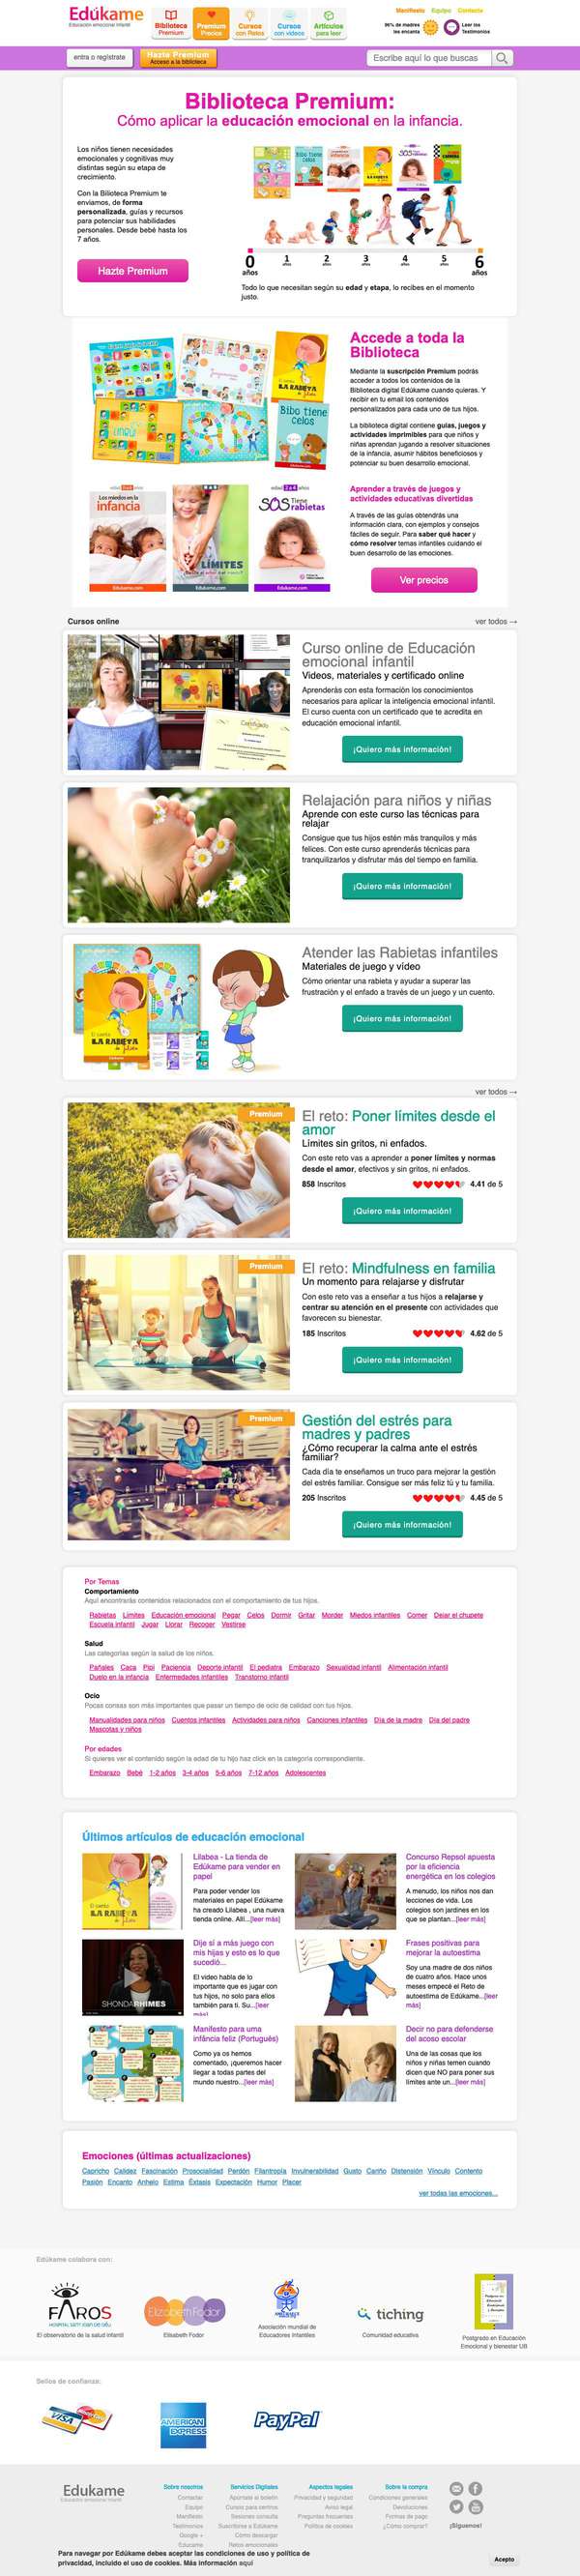 Edúkame
Educación emocional infantil
Biblioteca
Premium
Premium
Precios
Cursos
con Relato
Cursos
con videos
Artículos
para leer
Manifiesto Equipo Contacto
96% de madres
les encanta
Leer los
Testimonios
entra o regístrate
Hazte Premium
Acceso a la biblioteca
Escribe aquí lo que buscas
Biblioteca Premium:
Cómo aplicar la educación emocional en la infancia.
Los niños tienen necesidades
emocionales y cognitivas muy
distintas según su etapa de
crecimiento.
Con la Biblioteca Premium te
enviamos, de forma
personalizada, guías y recursos
para potenciar sus habilidades
personales. Desde bebé hasta los
7 años.
Hazte Premium
0 1 2 3 4 5 6
años años
Todo lo que necesitan según su edad y etapa, lo recibes en el momento
justo.
Accede a toda la
Biblioteca
Mediante la suscripción Premium podrás
acceder a todos los contenidos de la
Biblioteca digital Edúkame cuando quieras. Y
recibir en tu email los contenidos
personalizados para cada uno de tus hijos.
La biblioteca digital contiene guías, juegos y
actividades imprimibles para que niños y
niñas aprendan jugando a resolver situaciones
de la infancia, asumir hábitos beneficiosos y
potenciar su buen desarrollo emocional.
LA RABIETA
Bibo tiene
celos
Los miedos en la
infancia
LÍMITES
SOS Tiene
rabietas
Edukame.com
Edukame.com
Edukame.com
Aprender a través de juegos y
actividades educativas divertidas
A través de las guías obtendrás una
información clara, con ejemplos y consejos
fáciles de seguir. Para saber qué hacer y
cómo resolver temas infantiles cuidando el
buen desarrollo de las emociones.
Ver precios
Cursos online
ver todos →
Curso online de Educación
emocional infantil
Videos, materiales y certificado online
Aprenderás con esta formación los conocimientos
necesarios para aplicar la inteligencia emocional infantil.
El curso cuenta con un certificado que te acredita en
educación emocional infantil.
¡Quiero más información!
Certificado
Relajación para niños y niñas
Aprende con este curso las técnicas para
relajar
Consigue que tus hijos estén más tranquilos y más
felices. Con este curso aprenderás técnicas para
tranquilizarlos y disfrutar más del tiempo en familia.
¡Quiero más información!
Atender las Rabietas infantiles
Materiales de juego y vídeo
Cómo orientar una rabieta y ayudar a superar las
frustración y el enfado a través de un juego y un cuento.
¡Quiero más información!
El cuento
LA RABIETA
de Julieta
ver todos →
Premium
El reto: Poner límites desde el
amor
Límites sin gritos, ni enfados.
Con este reto vas a aprender a poner límites y normas
desde el amor, efectivos y sin gritos, ni enfados.
858 Inscritos
4.41 de 5
¡Quiero más información!
Premium
El reto: Mindfulness en familia
Un momento para relajarse y disfrutar
Con este reto vas a enseñar a tus hijos a relajarse y
centrar su atención en el presente con actividades que
favorecen su bienestar.
185 Inscritos
4.62 de 5
¡Quiero más información!
Premium
Gestión del estrés para
madres y padres
¿Cómo recuperar la calma ante el estrés
familiar?
Cada día te enseñamos un truco para mejorar la gestión
del estrés familiar. Consigue ser más feliz tú y tu familia.
205 Inscritos
4.45 de 5
¡Quiero más información!
Por Temas
Comportamiento
Aquí encontrarás contenidos relacionados con el comportamiento de tus hijos.
Rabietas Límites Educación emocional Pegar Celos Dormir Gritar Morder Miedos infantiles Comer Dejar el chupete
Escuela infantil Jugar Llorar Recoger Vestirse
Salud
Las categorías según la salud de los niños.
Pañales Caca Pipí Paciencia Deporte infantil El pediatra Embarazo Sexualidad infantil Alimentación infantil
Duelo en la infancia Enfermedades infantiles Transtorno infantil
Ocio
Pocas consas son más importantes que pasar un tiempo de ocio de calidad con tus hijos.
Manualidades para niños Cuentos infantiles Actividades para niños Canciones infantiles Día de la madre Día del padre
Mascotas y niños
Por edades
Si quieres ver el contenido según la edad de tu hijo haz click en la categoría correspondiente.
Embarazo Bebé 1-2 años 3-4 años 5-6 años 7-12 años Adolescentes
Últimos artículos de educación emocional
Lilabea - La tienda de
Edúkame para vender en
papel
Para poder vender los
materiales en papel Edúkame
ha creado Lilabea , una nueva
tienda online. Allí...[leer más]
Concurso Repsol apuesta
por la eficiencia
energética en los colegios
A menudo, los niños nos dan
lecciones de vida. Los
colegios son jardines en los
que se plantan...[leer más]
Dije sí a más juego con
mis hijas y esto es lo que
sucedió...
El vídeo habla de lo
importante que es jugar con
tus hijos, no solo para ellos
también para ti. Su...[leer
más]
SHONDA RHIMES
Frases positivas para
mejorar la autoestima
Soy una madre de dos niños
de cuatro años. Hace unos
meses empecé el Reto de
autoestima de Edúkame...[leer
más]
Manifesto para uma
infância feliz (Portugués)
Como ya os hemos
comentado, ¡queremos hacer
llegar a todas partes del
mundo nuestro...[leer más]
Decir no para defenderse
del acoso escolar
Una de las cosas que los
niños y niñas temen cuando
dicen que NO para poner sus
límites ante un...[leer más]
Emociones (últimas actualizaciones)
Capricho Calidez Fascinación Prosocialidad Perdón Filantropía Invulnerabilidad Gusto Cariño Distensión Vínculo Contento
Pasión Encanto Anhelo Estima Éxtasis Expectación Humor Placer
ver todas las emociones...
Edúkame colabora con:
FAROS
HOSPITAL SANT JOAN DE DÉU
El observatorio de la salud infantil
Elizabeth Fodor
Elisabeth Fodor
Asociación mundial de
Educadores Infantiles
tiching
Comunidad educativa
Postgrado en Educación
Emocional y bienestar UB
Sellos de confianza:
VISA
AMERICAN
EXPRESS
PayPal
Edukame
Educación emocional infantil
Sobre nosotros
Contactar
Equipo
Manifiesto
Testimonios
Google +
Educame
Servicios Digitales
Apúntate al boletín
Cursos para centros
Sesiones consulta
Suscribirse a Edukame
Cómo descargar
Retos emocionales
Aspectos legales
Privacidad y seguridad
Aviso legal
Preguntas frecuentes
Política de cookies
Sobre la compra
Condiciones generales
Devoluciones
Formas de pago
¿Cómo comprar?
¡Síguenos!
Para navegar por Edúkame debes aceptar las condiciones de uso y política de
privacidad, incluido el uso de cookies. Más información aquí
Acepto